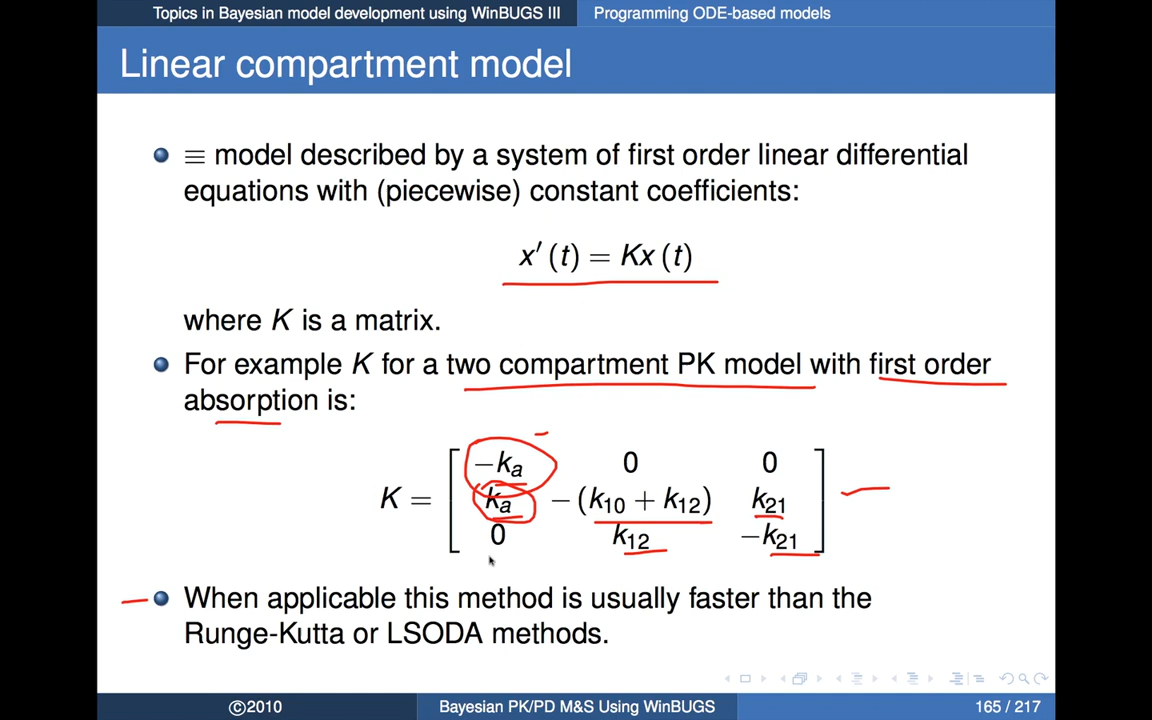 Topics in Bayesian model development using WinBUGS III Programming ODE-based models
Linear compartment model
≡ model described by a system of first order linear differential
equations with (piecewise) constant coefficients:
x′ (t) = Kx (t)
where K is a matrix.
For example K for a two compartment PK model with first order
absorption is:
−kₐ 0 0
K = kₐ − (k₁₀ + k₁₂) k₂₁
0 k₁₂ −k₂₁
When applicable this method is usually faster than the
Runge-Kutta or LSODA methods.
©2010 Bayesian PK/PD M&S Using WinBUGS 165 / 217